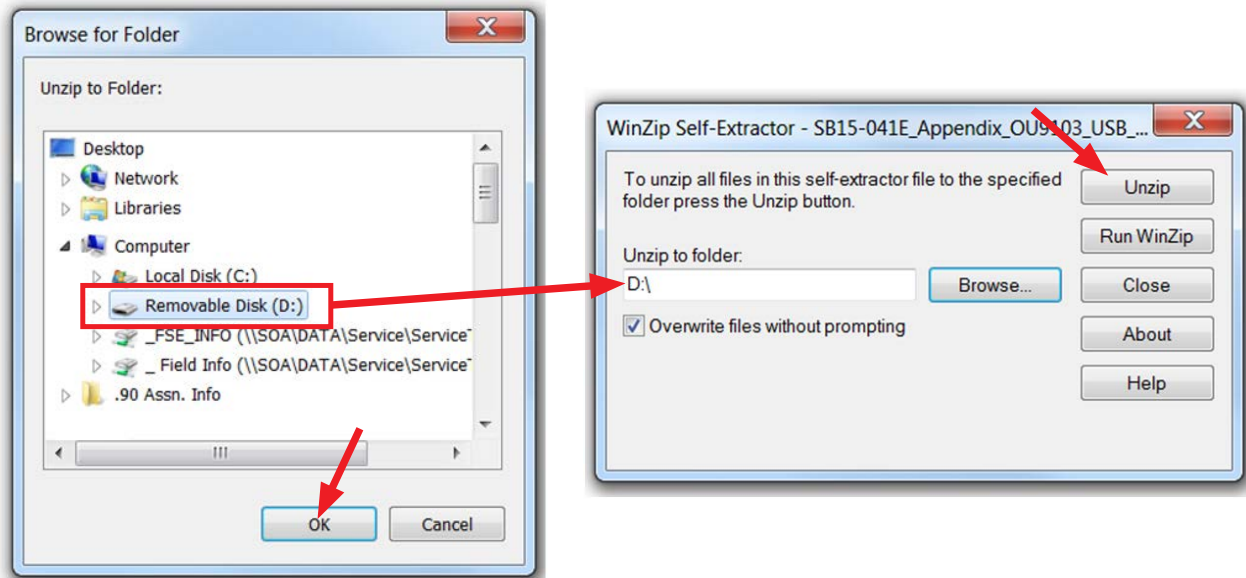 Browse for Folder
Unzip to Folder:
Desktop
Network
Libraries
Computer
Local Disk (C:)
Removable Disk (D:)
_FSE_INFO (\\SOA\DATA\Service\Service
_ Field Info (\\SOA\DATA\Service\Service
.90 Assn. Info
OK
Cancel
WinZip Self-Extractor - SB15-041E_Appendix_OU9103_USB_...
To unzip all files in this self-extractor file to the specified
folder press the Unzip button.
Unzip to folder:
D:\
Browse...
Overwrite files without prompting
Unzip
Run WinZip
Close
About
Help